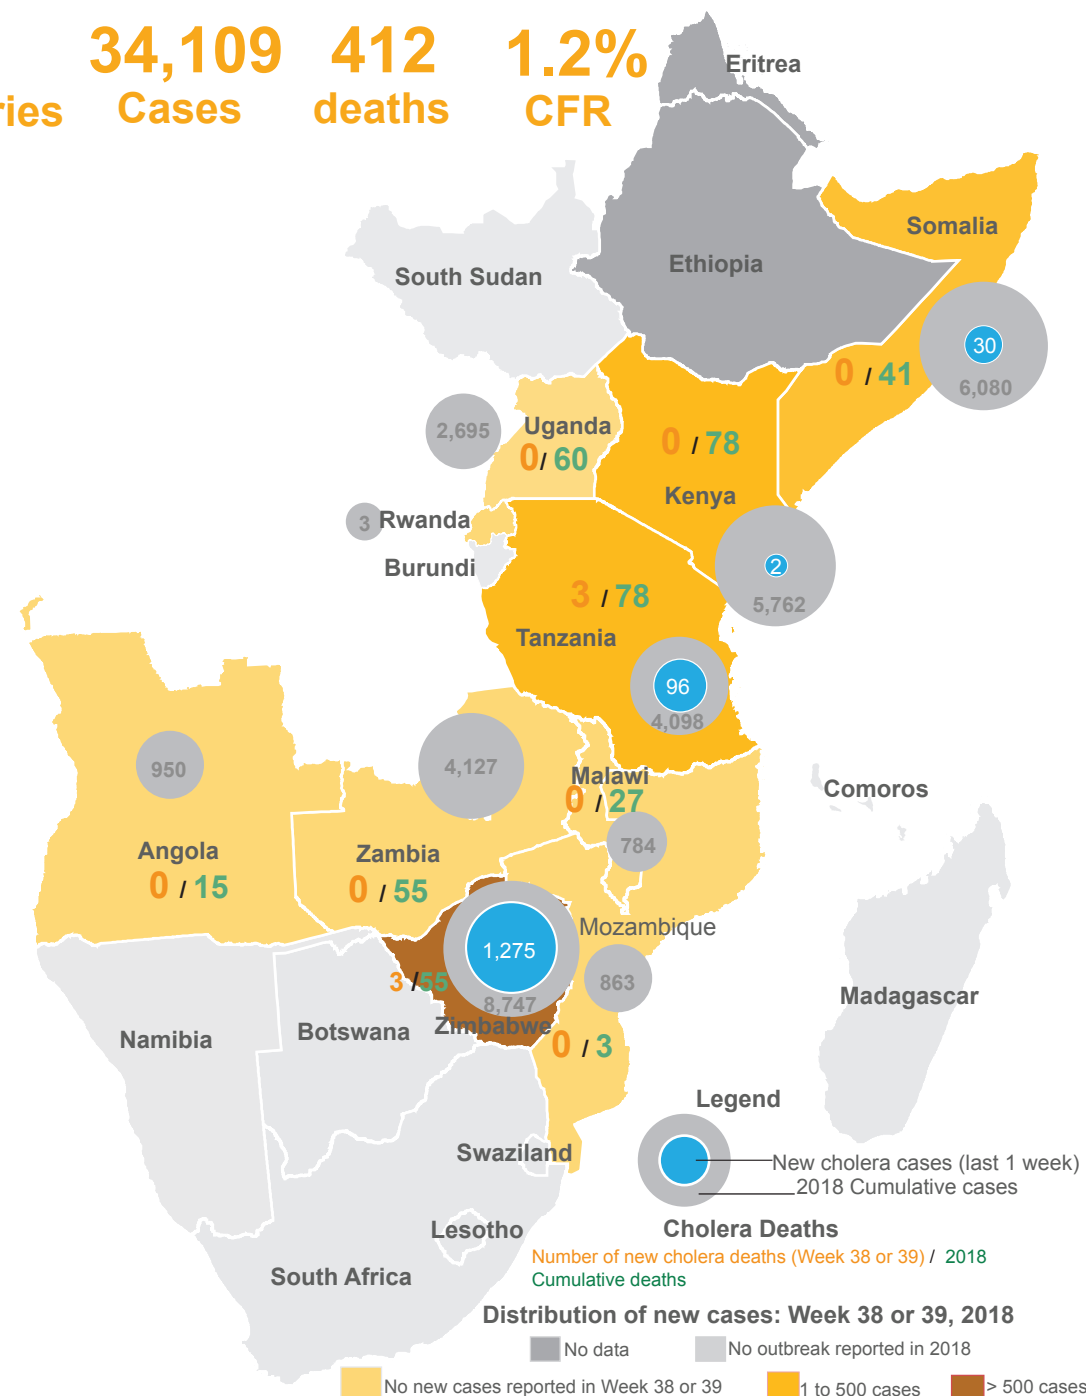 34,109 412 1.2%
ries Cases deaths CFR
Eritrea
Somalia
Ethiopia
South Sudan
30
6,080
0 / 41
2,695
Uganda
0/ 60
0 / 78
Kenya
3 Rwanda
Burundi
2
5,762
3 / 78
Tanzania
96
4,098
950
4,127
Malawi
0 / 27
Comoros
784
Angola
0 / 15
Zambia
0 / 55
Mozambique
1,275
8,747
3 / 55
Zimbabwe
863
0 / 3
Madagascar
Namibia
Botswana
Swaziland
Lesotho
South Africa
Legend
New cholera cases (last 1 week)
2018 Cumulative cases
Cholera Deaths
Number of new cholera deaths (Week 38 or 39) / 2018
Cumulative deaths
Distribution of new cases: Week 38 or 39, 2018
No data No outbreak reported in 2018
No new cases reported in Week 38 or 39 1 to 500 cases > 500 cases